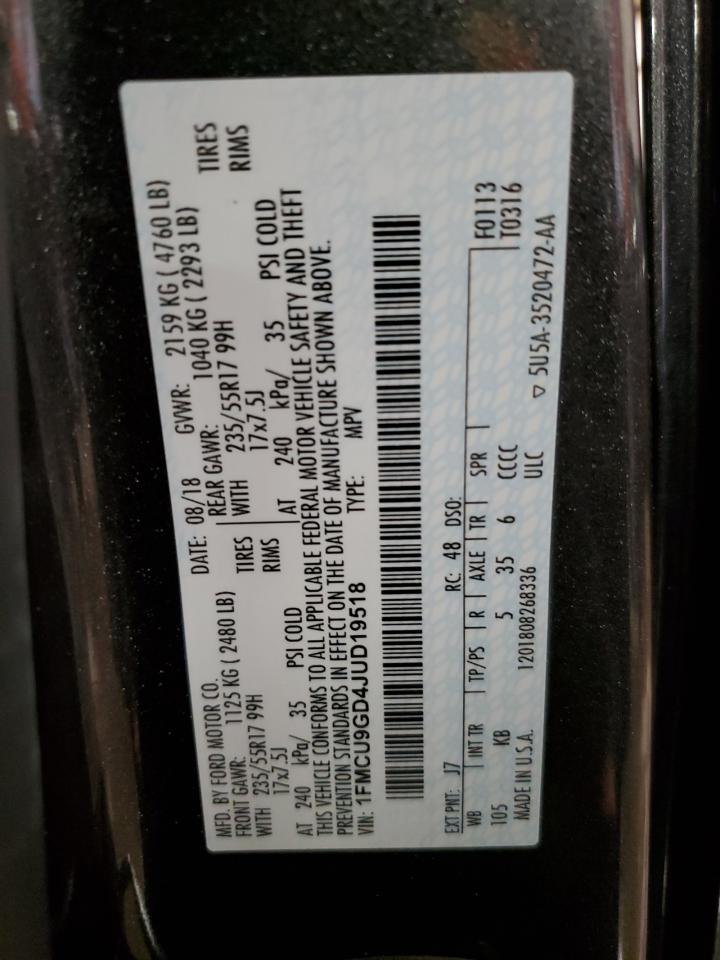 MFD. BY FORD MOTOR CO.
DATE: 08/18 GVWR: 2159 KG ( 4760 LB)
FRONT GAWR: 1125 KG ( 2480 LB) REAR GAWR: 1040 KG ( 2293 LB)
WITH 235/55R17 99H TIRES WITH 235/55R17 99H TIRES
17x7.5J RIMS 17x7.5J RIMS
AT 240 kPa/ 35 PSI COLD AT 240 kPa/ 35 PSI COLD
THIS VEHICLE CONFORMS TO ALL APPLICABLE FEDERAL MOTOR VEHICLE SAFETY AND THEFT
PREVENTION STANDARDS IN EFFECT ON THE DATE OF MANUFACTURE SHOWN ABOVE.
VIN: 1FMCU9GD4JUD19518 TYPE: MPV
EXT PNT: J7 RC: 48 DSO: F0113
WB INT TR TP/PS R AXLE TR SPR T0316
105 KB 5 35 6 CCCC
MADE IN U.S.A. 1201808268336 ULC ▽ 5U5A-3520472-AA